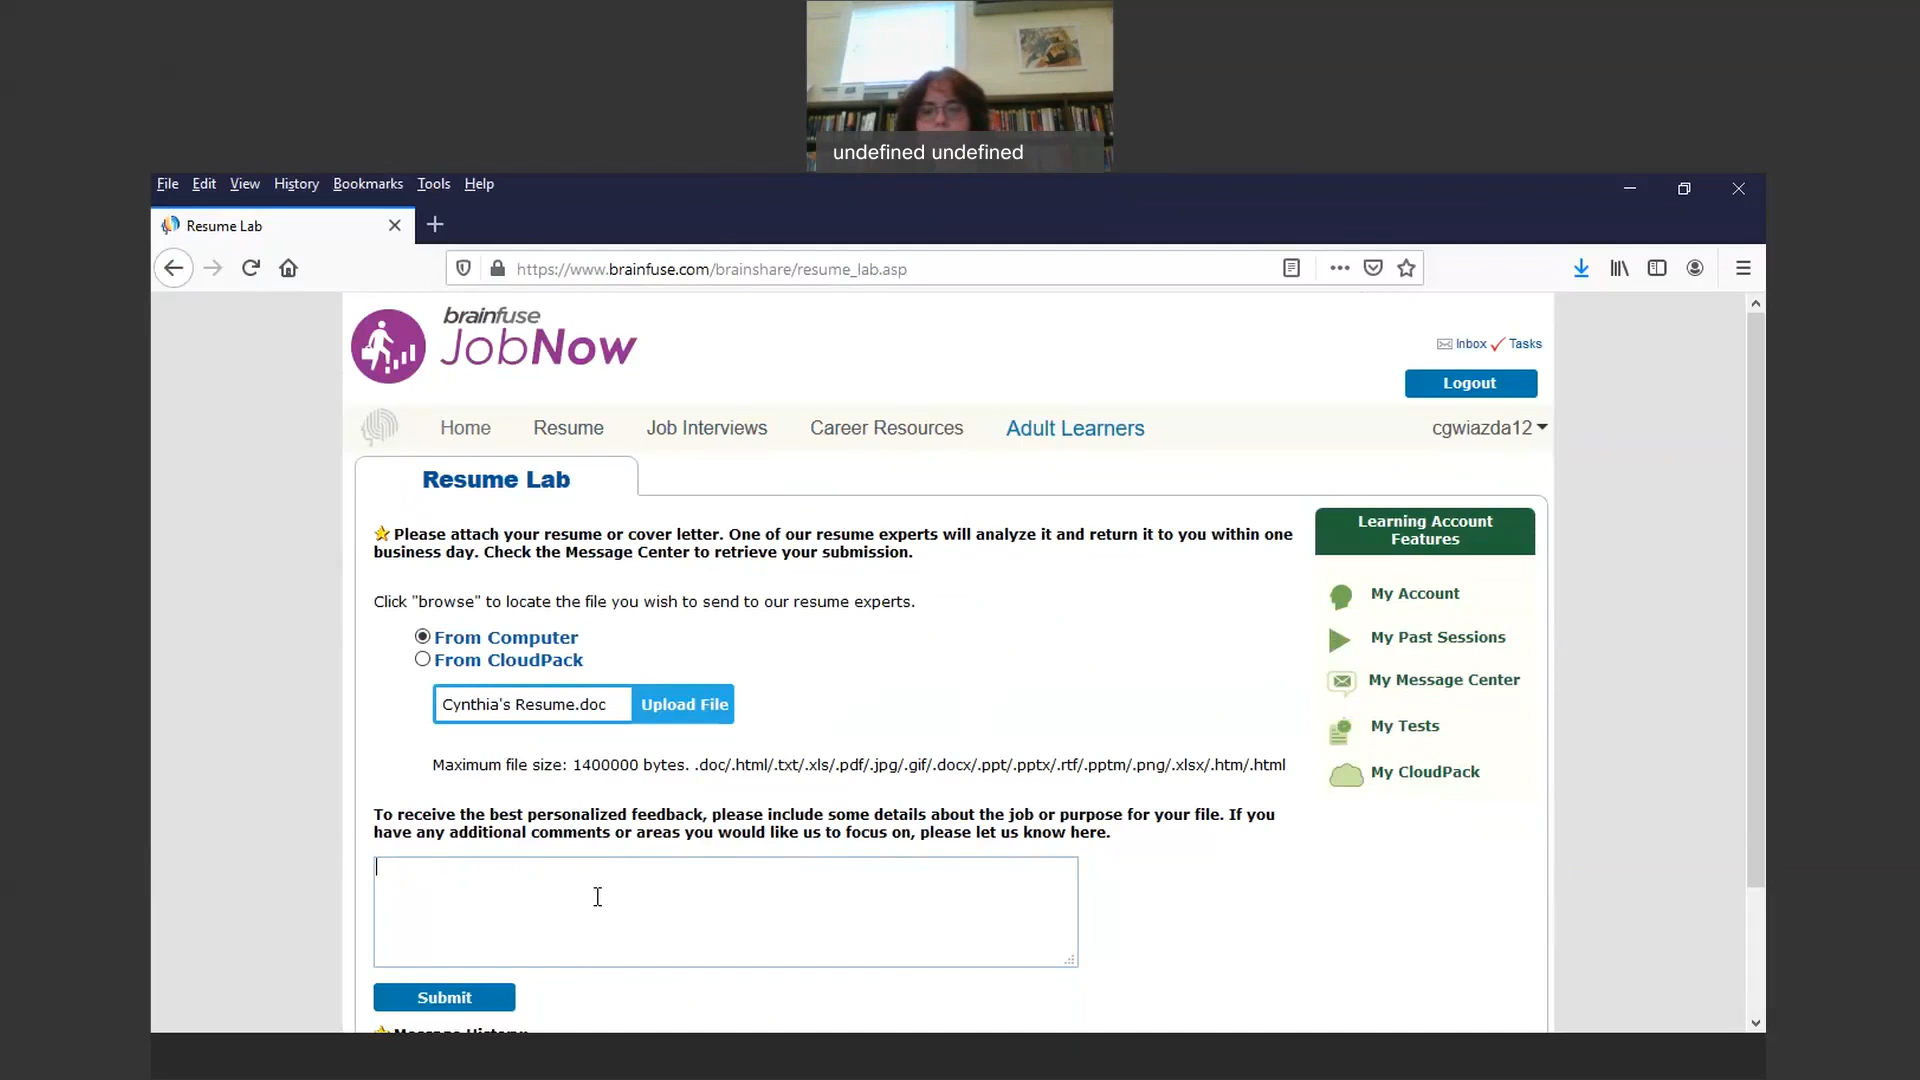 undefined undefined
File Edit View History Bookmarks Tools Help
Resume Lab
https://www.brainfuse.com/brainshare/resume_lab.asp
brainfuse
JobNow
Inbox Tasks
Logout
Home Resume Job Interviews Career Resources Adult Learners cgwiazda12
Resume Lab
Please attach your resume or cover letter. One of our resume experts will analyze it and return it to you within one
business day. Check the Message Center to retrieve your submission.
Click "browse" to locate the file you wish to send to our resume experts.
From Computer
From CloudPack
Cynthia's Resume.doc Upload File
Maximum file size: 1400000 bytes. .doc/.html/.txt/.xls/.pdf/.jpg/.gif/.docx/.ppt/.pptx/.rtf/.pptm/.png/.xlsx/.htm/.html
To receive the best personalized feedback, please include some details about the job or purpose for your file. If you
have any additional comments or areas you would like us to focus on, please let us know here.
Submit
Message History:
Learning Account
Features
My Account
My Past Sessions
My Message Center
My Tests
My CloudPack